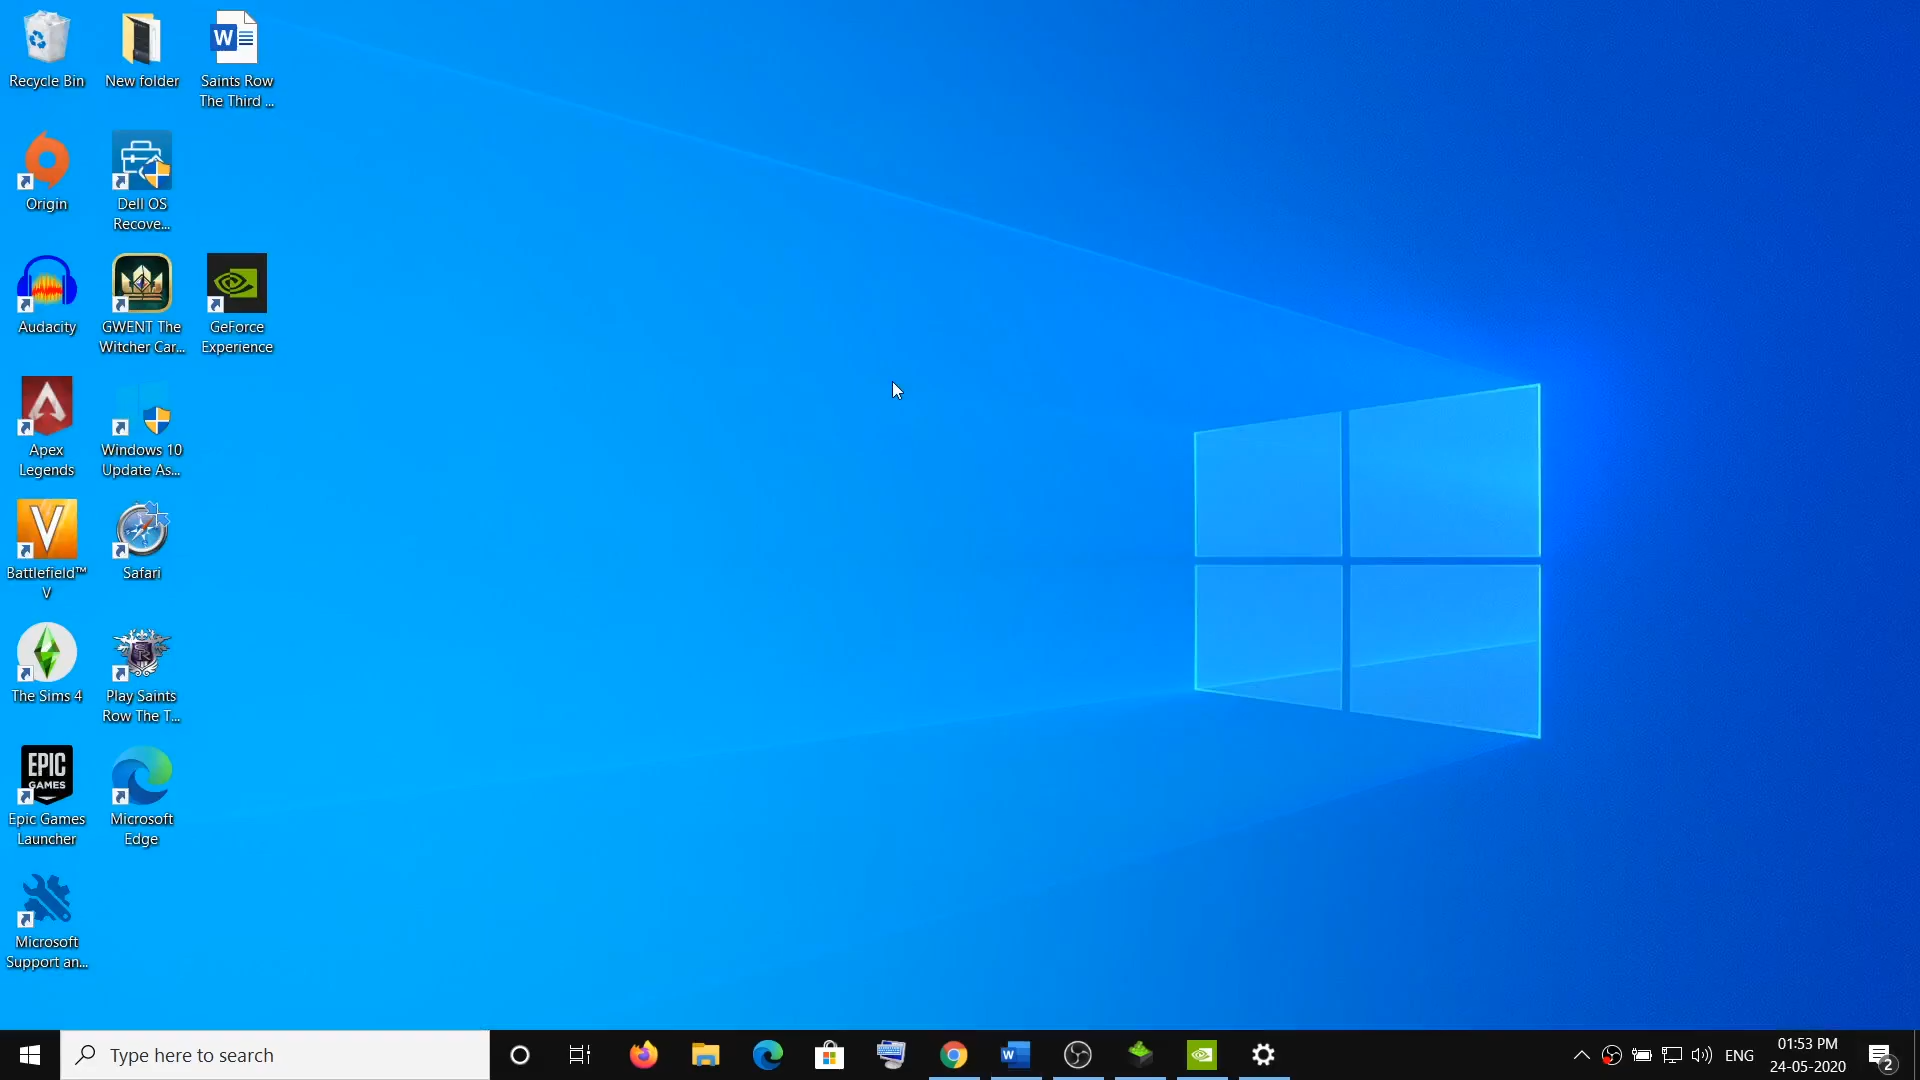 Recycle Bin
New folder
Saints Row
The Third ...
W
Origin
Dell OS
Recove...
Audacity
GWENT The
Witcher Car...
GeForce
Experience
Apex
Legends
Windows 10
Update As...
V
Battlefield™
V
Safari
The Sims 4
Play Saints
Row The T...
EPIC
GAMES
Epic Games
Launcher
Microsoft
Edge
Microsoft
Support an...
Type here to search
W
ENG
01:53 PM
24-05-2020
2